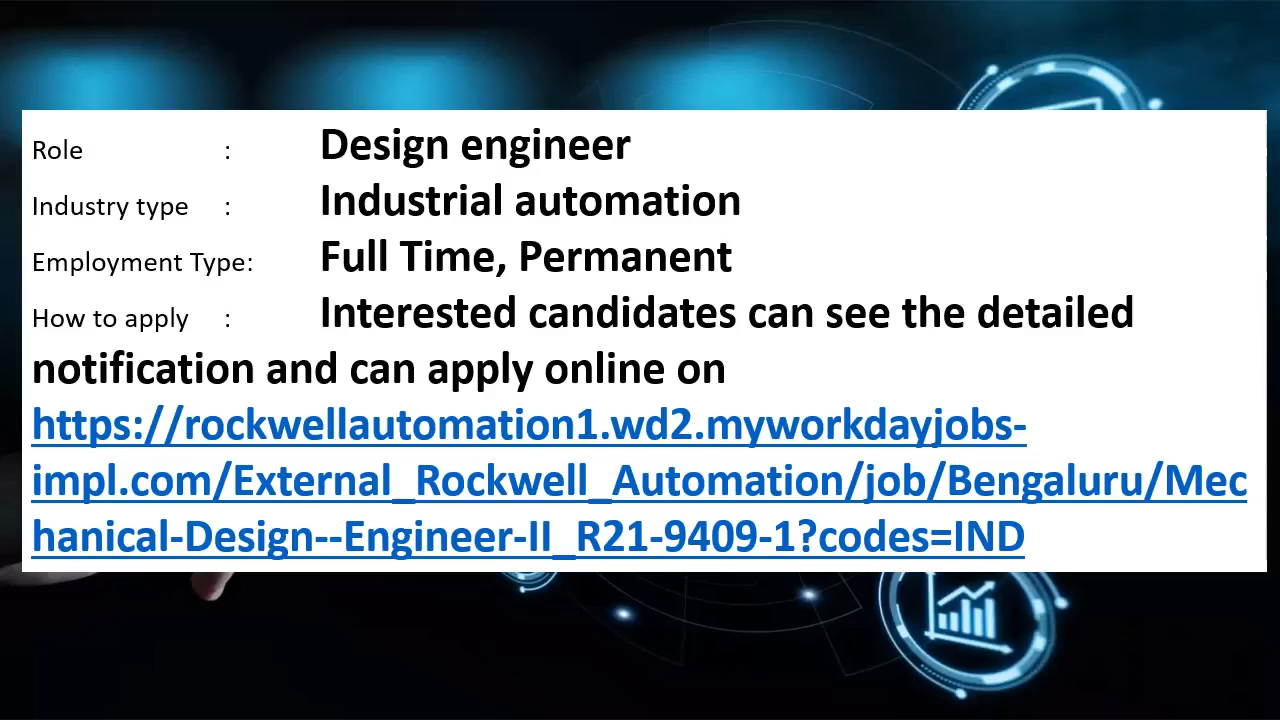 Role : Design engineer
Industry type : Industrial automation
Employment Type: Full Time, Permanent
How to apply : Interested candidates can see the detailed
notification and can apply online on
https://rockwellautomation1.wd2.myworkdayjobs-
impl.com/External_Rockwell_Automation/job/Bengaluru/Mec
hanical-Design--Engineer-II_R21-9409-1?codes=IND